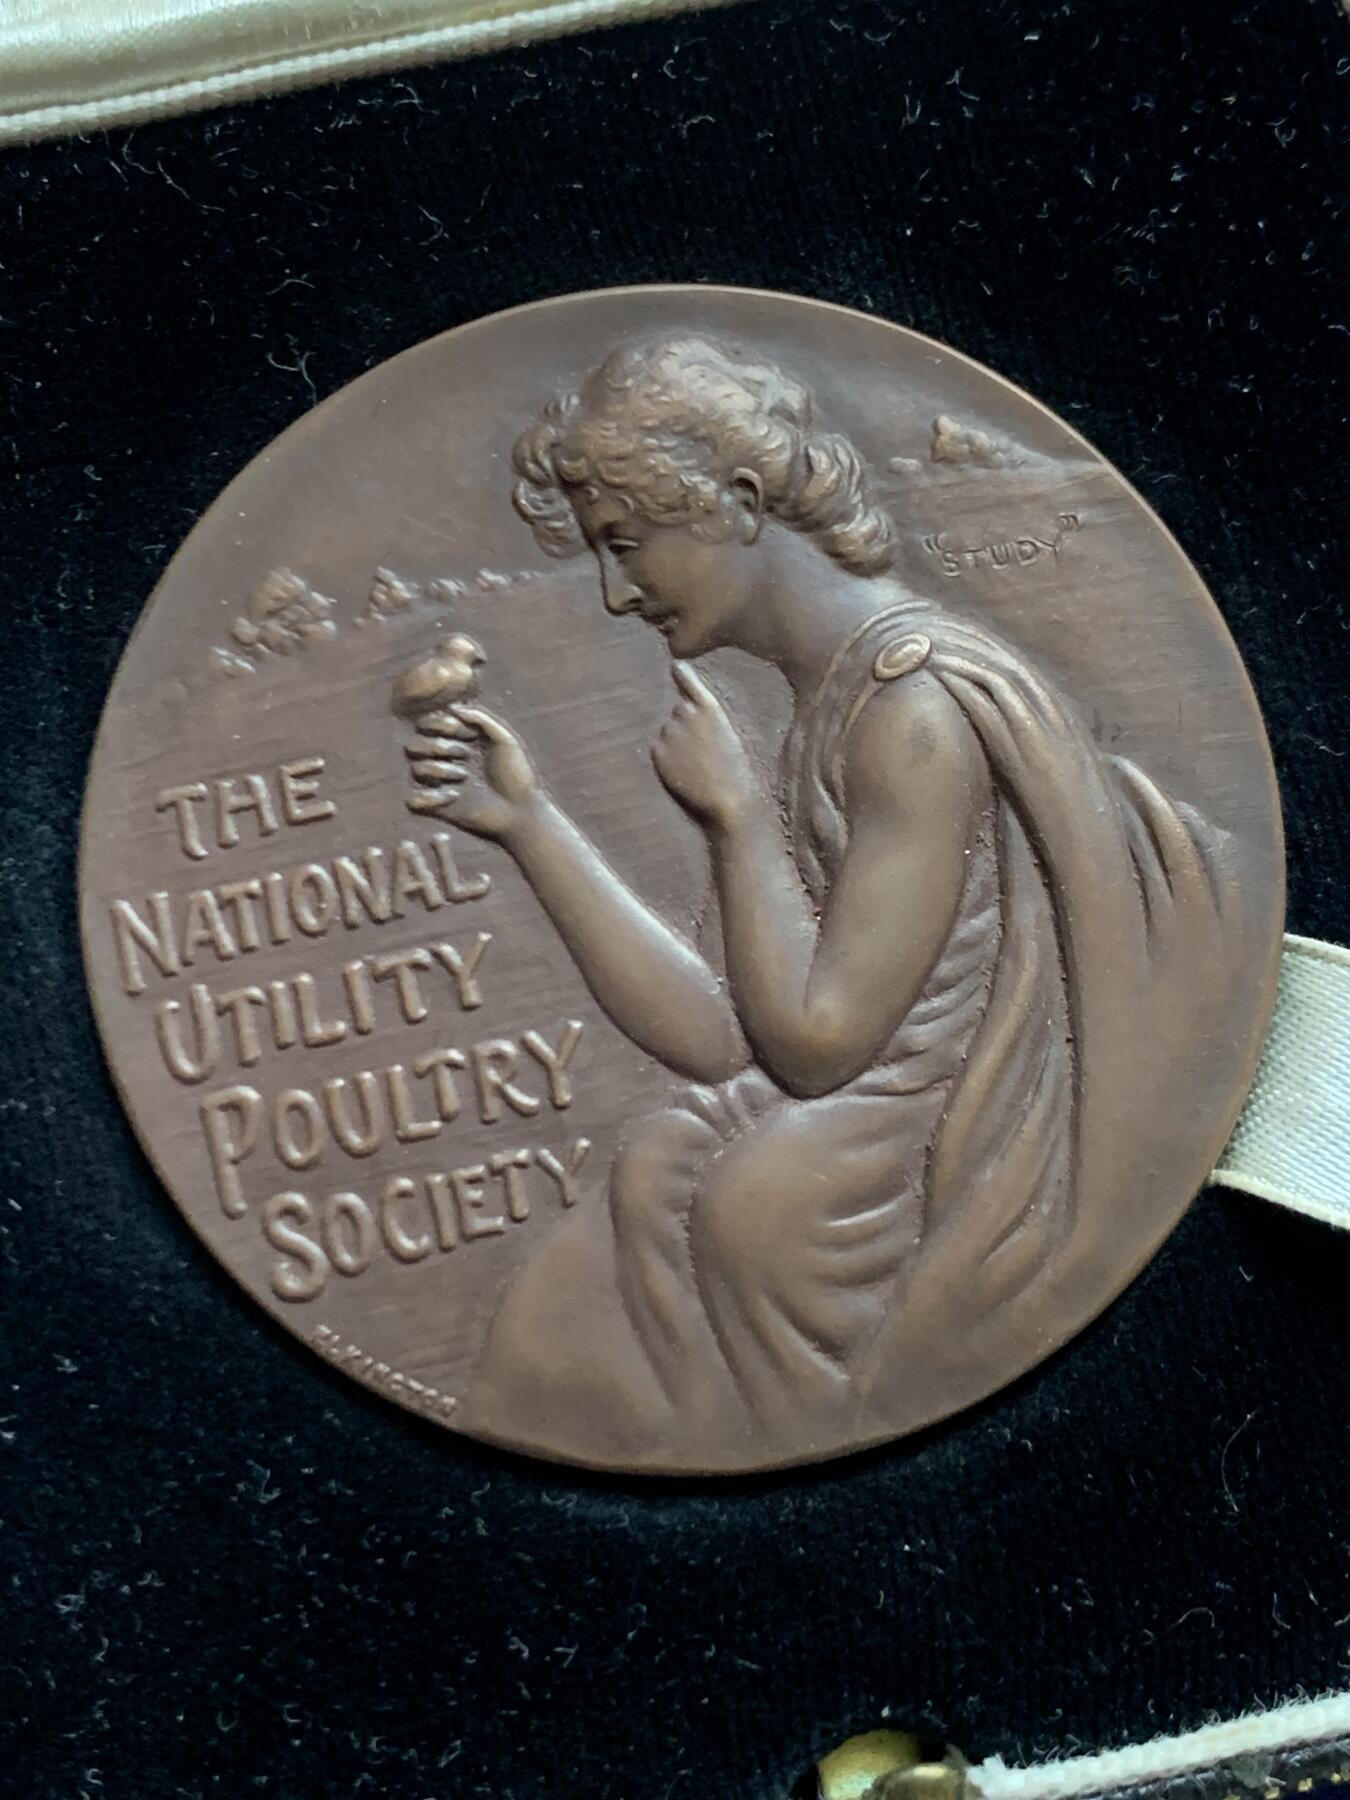 "STUDY"
THE
NATIONAL
UTILITY
POULTRY
SOCIETY
ELKINGTON